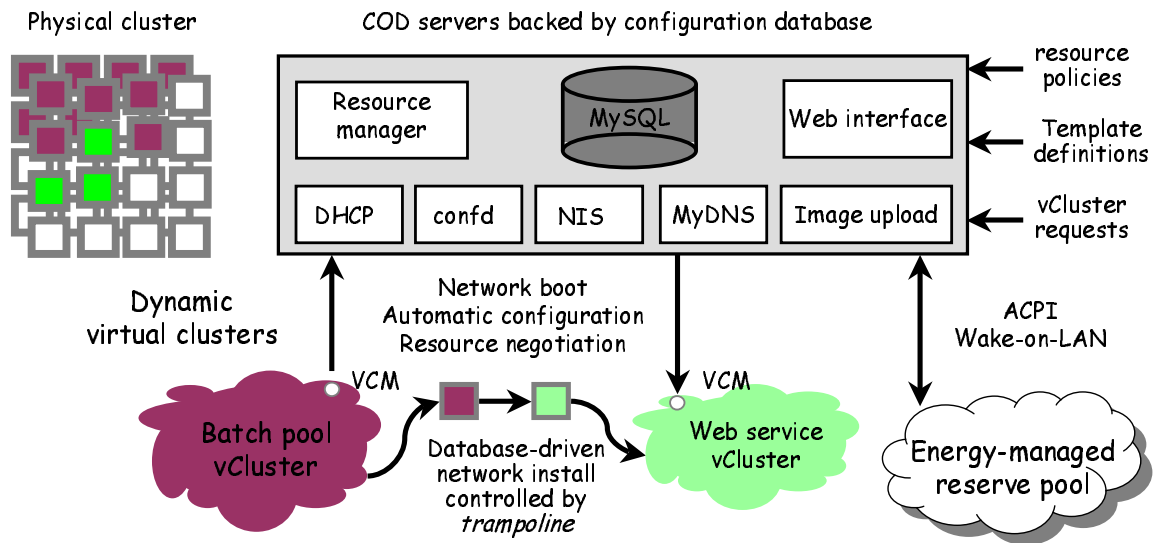 Physical cluster
COD servers backed by configuration database
resource
policies
Resource
manager
MySQL
Web interface
Template
definitions
DHCP
confd
NIS
MyDNS
Image upload
vCluster
requests
Dynamic
virtual clusters
Network boot
Automatic configuration
Resource negotiation
ACPI
Wake-on-LAN
VCM
VCM
Batch pool
vCluster
Database-driven
network install
controlled by
trampoline
Web service
vCluster
Energy-managed
reserve pool